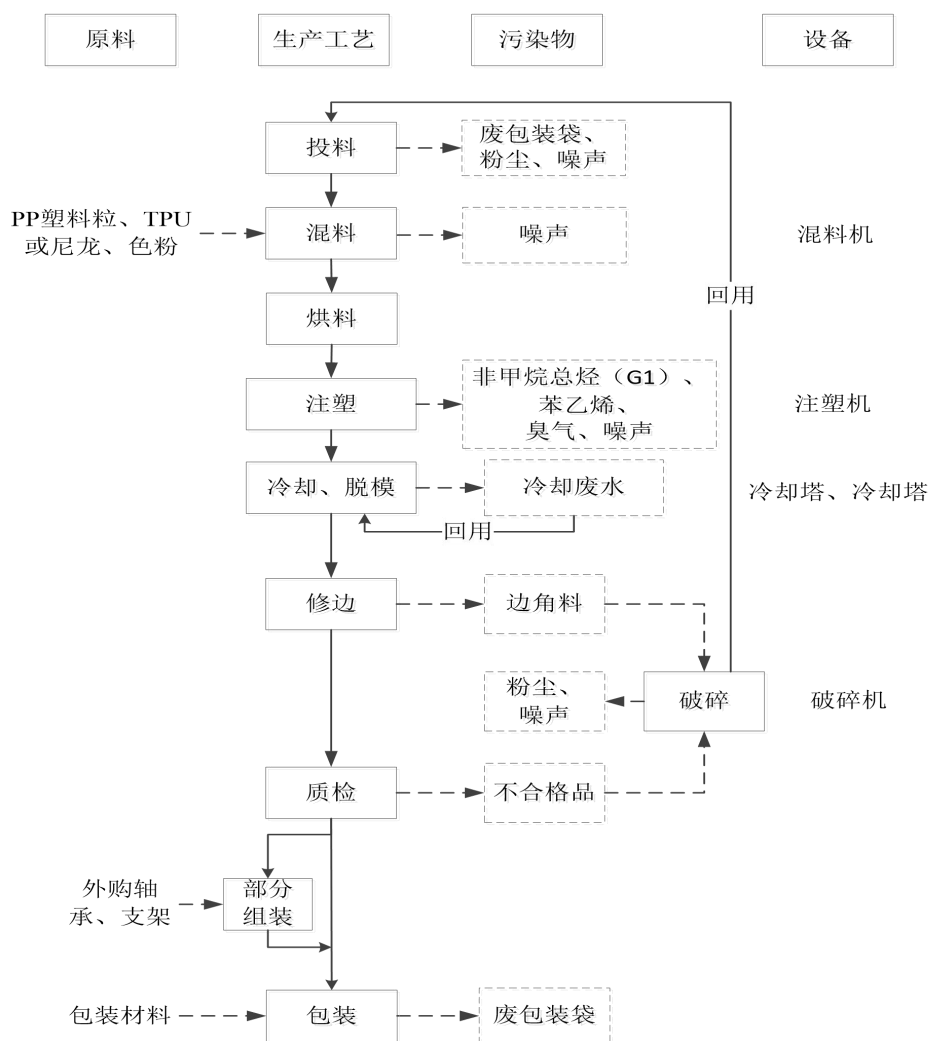 原料
生产工艺
污染物
设备
投料
废包装袋、
粉尘、噪声
PP塑料粒、TPU
或尼龙、色粉
混料
噪声
混料机
回用
烘料
注塑
非甲烷总烃（G1）、
苯乙烯、
臭气、噪声
注塑机
冷却、脱模
冷却废水
冷却塔、冷却塔
回用
修边
边角料
粉尘、
噪声
破碎
破碎机
质检
不合格品
外购轴
承、支架
部分
组装
包装材料
包装
废包装袋